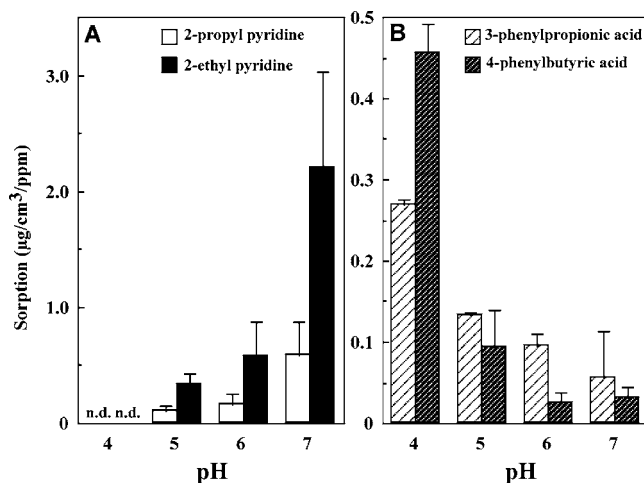 A
2-propyl pyridine
2-ethyl pyridine
B
3-phenylpropionic acid
4-phenylbutyric acid
Sorption (µg/cm³/ppm)
3.0
2.0
1.0
0
n.d. n.d.
4 5 6 7
pH
0.5
0.4
0.3
0.2
0.1
0
4 5 6 7
pH